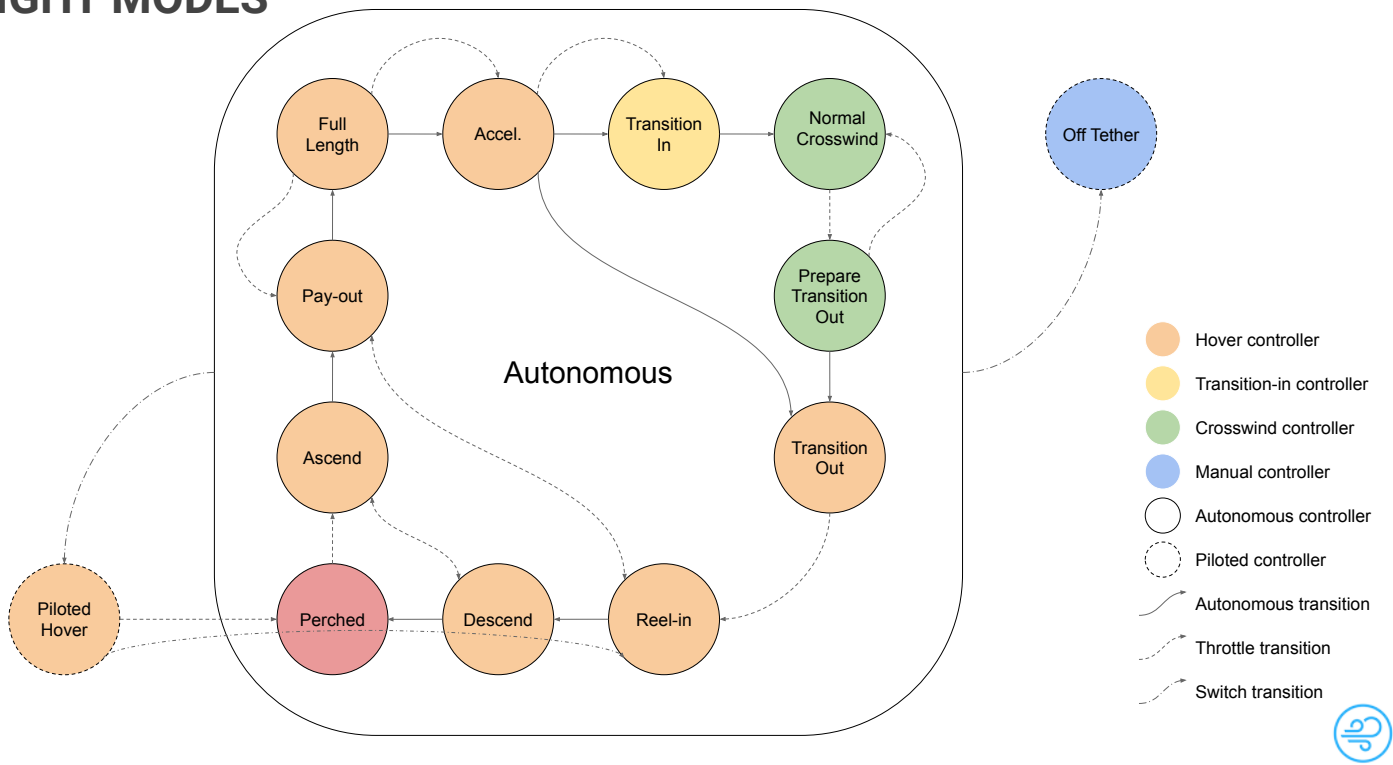 Full
Length
Accel.
Transition
In
Normal
Crosswind
Off Tether
Pay-out
Prepare
Transition
Out
Autonomous
Ascend
Transition
Out
Piloted
Hover
Perched
Descend
Reel-in
Hover controller
Transition-in controller
Crosswind controller
Manual controller
Autonomous controller
Piloted controller
Autonomous transition
Throttle transition
Switch transition